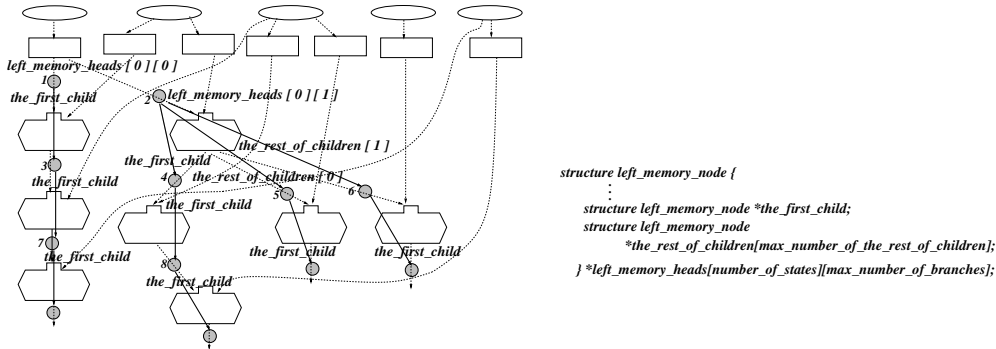 left_memory_heads [ 0 ] [ 0 ]
1
the_first_child
2
left_memory_heads [ 0 ] [ 1 ]
the_rest_of_children [ 1 ]
the_first_child
3
the_first_child
4
the_rest_of_children [ 0 ]
5
6
the_first_child
7
the_first_child
the_first_child
the_first_child
8
the_first_child
structure left_memory_node {
structure left_memory_node *the_first_child;
structure left_memory_node
*the_rest_of_children[max_number_of_the_rest_of_children];
} *left_memory_heads[number_of_states][max_number_of_branches];